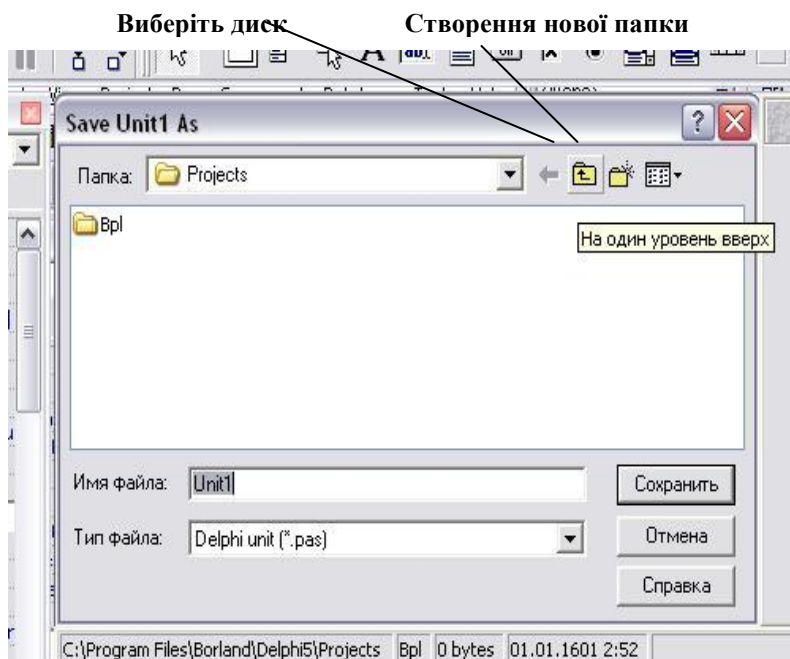 Виберіть диск Створення нової папки
Save Unit1 As
Папка: Projects
Bpl
На один уровень вверх
Имя файла: Unit1 Сохранить
Тип файла: Delphi unit (*.pas) Отмена
Справка
C:\Program Files\Borland\Delphi5\Projects Bpl 0 bytes 01.01.1601 2:52